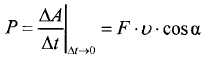 P = ΔA/Δt |Δt→0 = F · υ · cos α